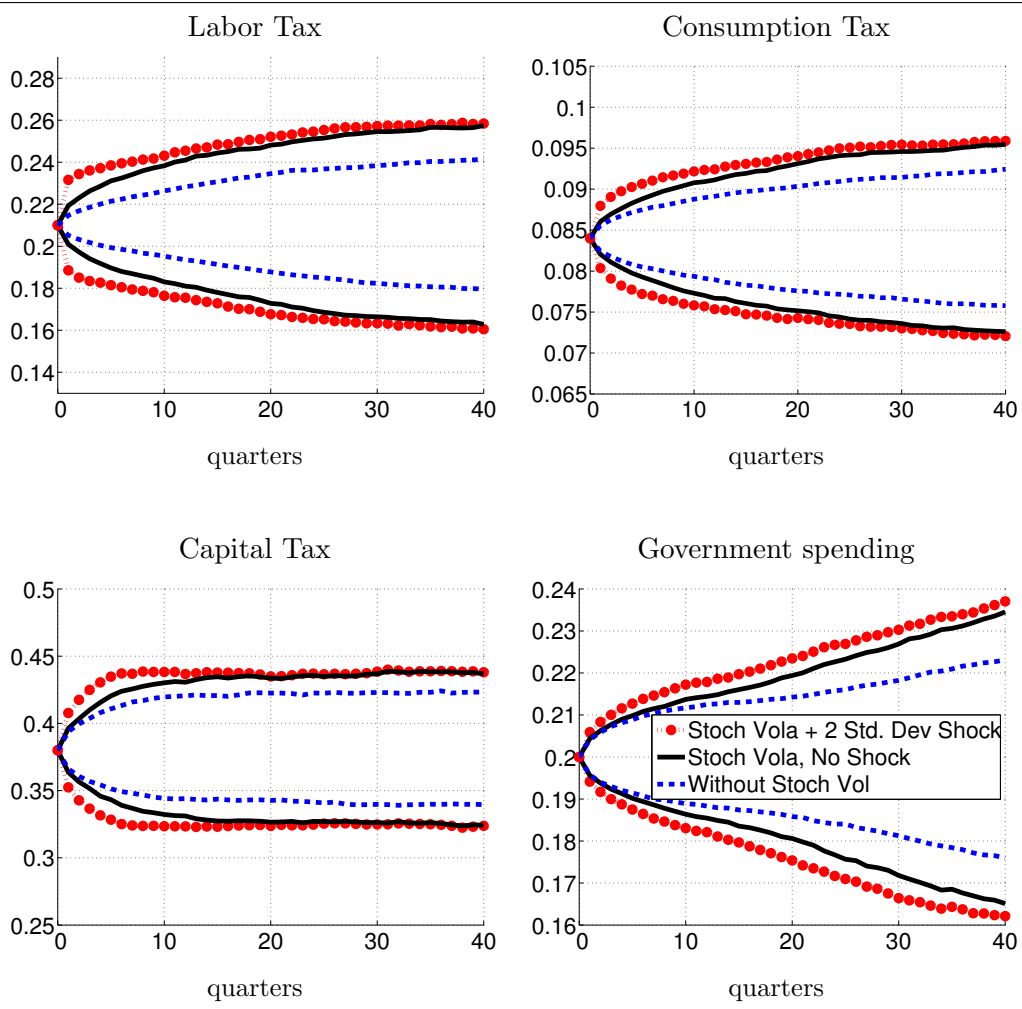 Labor Tax
0.28
0.26
0.24
0.22
0.2
0.18
0.16
0.14
0 10 20 30 40
quarters
Consumption Tax
0.105
0.1
0.095
0.09
0.085
0.08
0.075
0.07
0.065
0 10 20 30 40
quarters
Capital Tax
0.5
0.45
0.4
0.35
0.3
0.25
0 10 20 30 40
quarters
Government spending
0.24
0.23
0.22
0.21
0.2
0.19
0.18
0.17
0.16
Stoch Vola + 2 Std. Dev Shock
Stoch Vola, No Shock
Without Stoch Vol
0 10 20 30 40
quarters